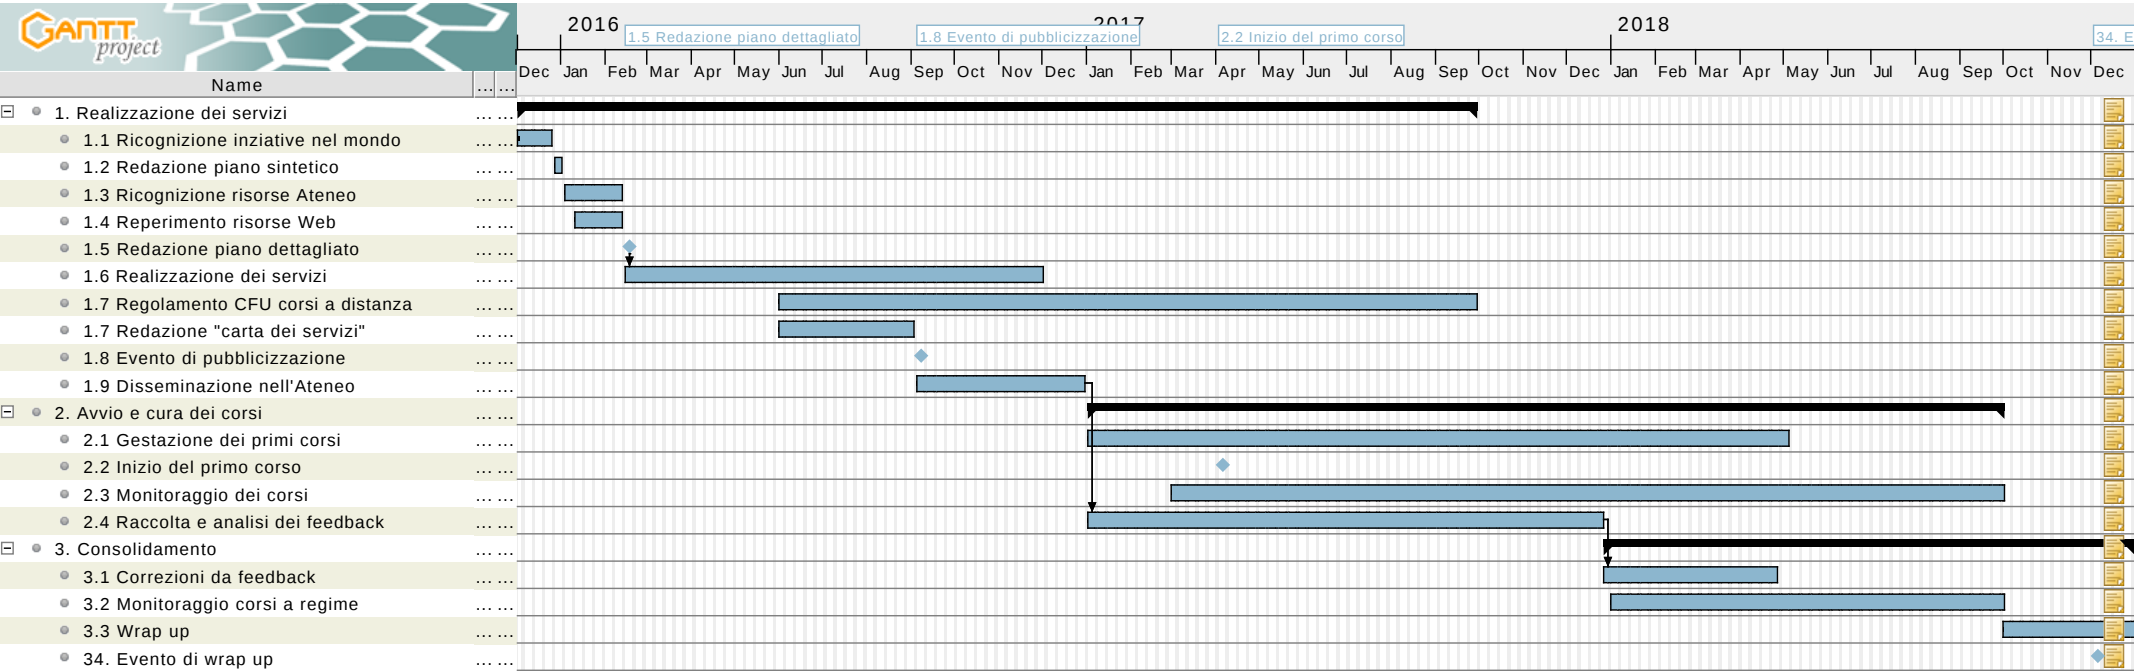 GANTT
project
2016
2017
2018
1.5 Redazione piano dettagliato
1.8 Evento di pubblicizzazione
2.2 Inizio del primo corso
34. E
Dec Jan Feb Mar Apr May Jun Jul Aug Sep Oct Nov Dec Jan Feb Mar Apr May Jun Jul Aug Sep Oct Nov Dec Jan Feb Mar Apr May Jun Jul Aug Sep Oct Nov Dec
Name ... ...
1. Realizzazione dei servizi ... ...
1.1 Ricognizione inziative nel mondo ... ...
1.2 Redazione piano sintetico ... ...
1.3 Ricognizione risorse Ateneo ... ...
1.4 Reperimento risorse Web ... ...
1.5 Redazione piano dettagliato ... ...
1.6 Realizzazione dei servizi ... ...
1.7 Regolamento CFU corsi a distanza ... ...
1.7 Redazione "carta dei servizi" ... ...
1.8 Evento di pubblicizzazione ... ...
1.9 Disseminazione nell'Ateneo ... ...
2. Avvio e cura dei corsi ... ...
2.1 Gestazione dei primi corsi ... ...
2.2 Inizio del primo corso ... ...
2.3 Monitoraggio dei corsi ... ...
2.4 Raccolta e analisi dei feedback ... ...
3. Consolidamento ... ...
3.1 Correzioni da feedback ... ...
3.2 Monitoraggio corsi a regime ... ...
3.3 Wrap up ... ...
34. Evento di wrap up ... ...